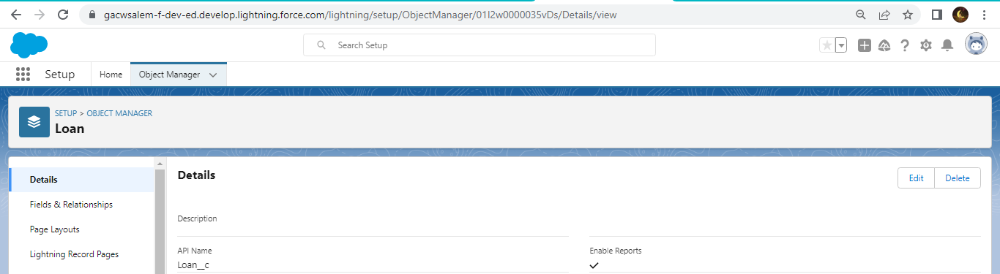 gacwsalem-f-dev-ed.develop.lightning.force.com/lightning/setup/ObjectManager/01I2w0000035vDs/Details/view
Search Setup
Setup
Home
Object Manager
SETUP > OBJECT MANAGER
Loan
Details
Fields & Relationships
Page Layouts
Lightning Record Pages
Details
Edit
Delete
Description
API Name
Loan__c
Enable Reports